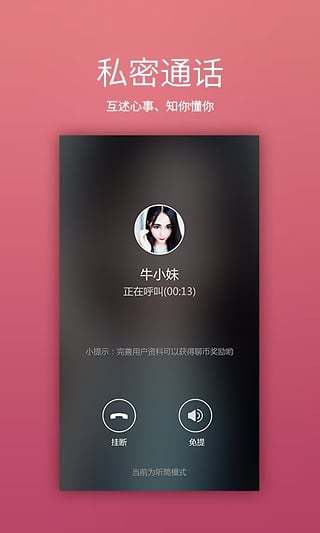 私密通话
互述心事、知你懂你
牛小妹
正在呼叫(00:13)
小提示：完善用户资料可以获得聊币奖励哟
挂断
免提
当前为听筒模式